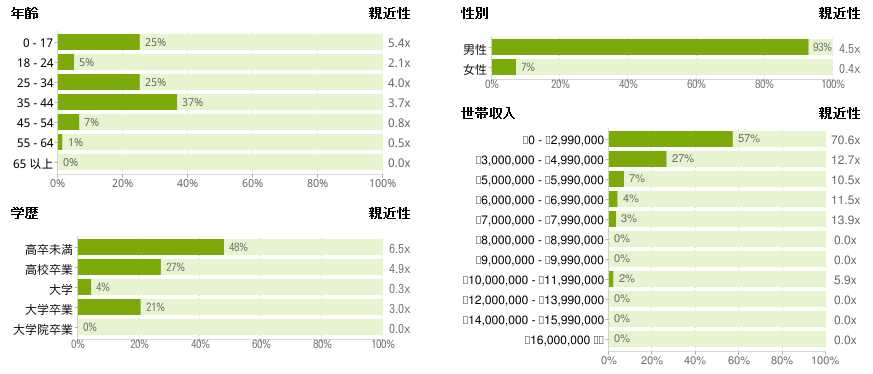 年齢 親近性
0 - 17 25% 5.4x
18 - 24 5% 2.1x
25 - 34 25% 4.0x
35 - 44 37% 3.7x
45 - 54 7% 0.8x
55 - 64 1% 0.5x
65 以上 0% 0.0x
0% 20% 40% 60% 80% 100%
学歴 親近性
高卒未満 48% 6.5x
高校卒業 27% 4.9x
大学 4% 0.3x
大学卒業 21% 3.0x
大学院卒業 0% 0.0x
0% 20% 40% 60% 80% 100%
性別 親近性
男性 93% 4.5x
女性 7% 0.4x
0% 20% 40% 60% 80% 100%
世帯収入 親近性
▯0 - ▯2,990,000 57% 70.6x
▯3,000,000 - ▯4,990,000 27% 12.7x
▯5,000,000 - ▯5,990,000 7% 10.5x
▯6,000,000 - ▯6,990,000 4% 11.5x
▯7,000,000 - ▯7,990,000 3% 13.9x
▯8,000,000 - ▯8,990,000 0% 0.0x
▯9,000,000 - ▯9,990,000 0% 0.0x
▯10,000,000 - ▯11,990,000 2% 5.9x
▯12,000,000 - ▯13,990,000 0% 0.0x
▯14,000,000 - ▯15,990,000 0% 0.0x
▯16,000,000 ▯▯ 0% 0.0x
0% 20% 40% 60% 80% 100%